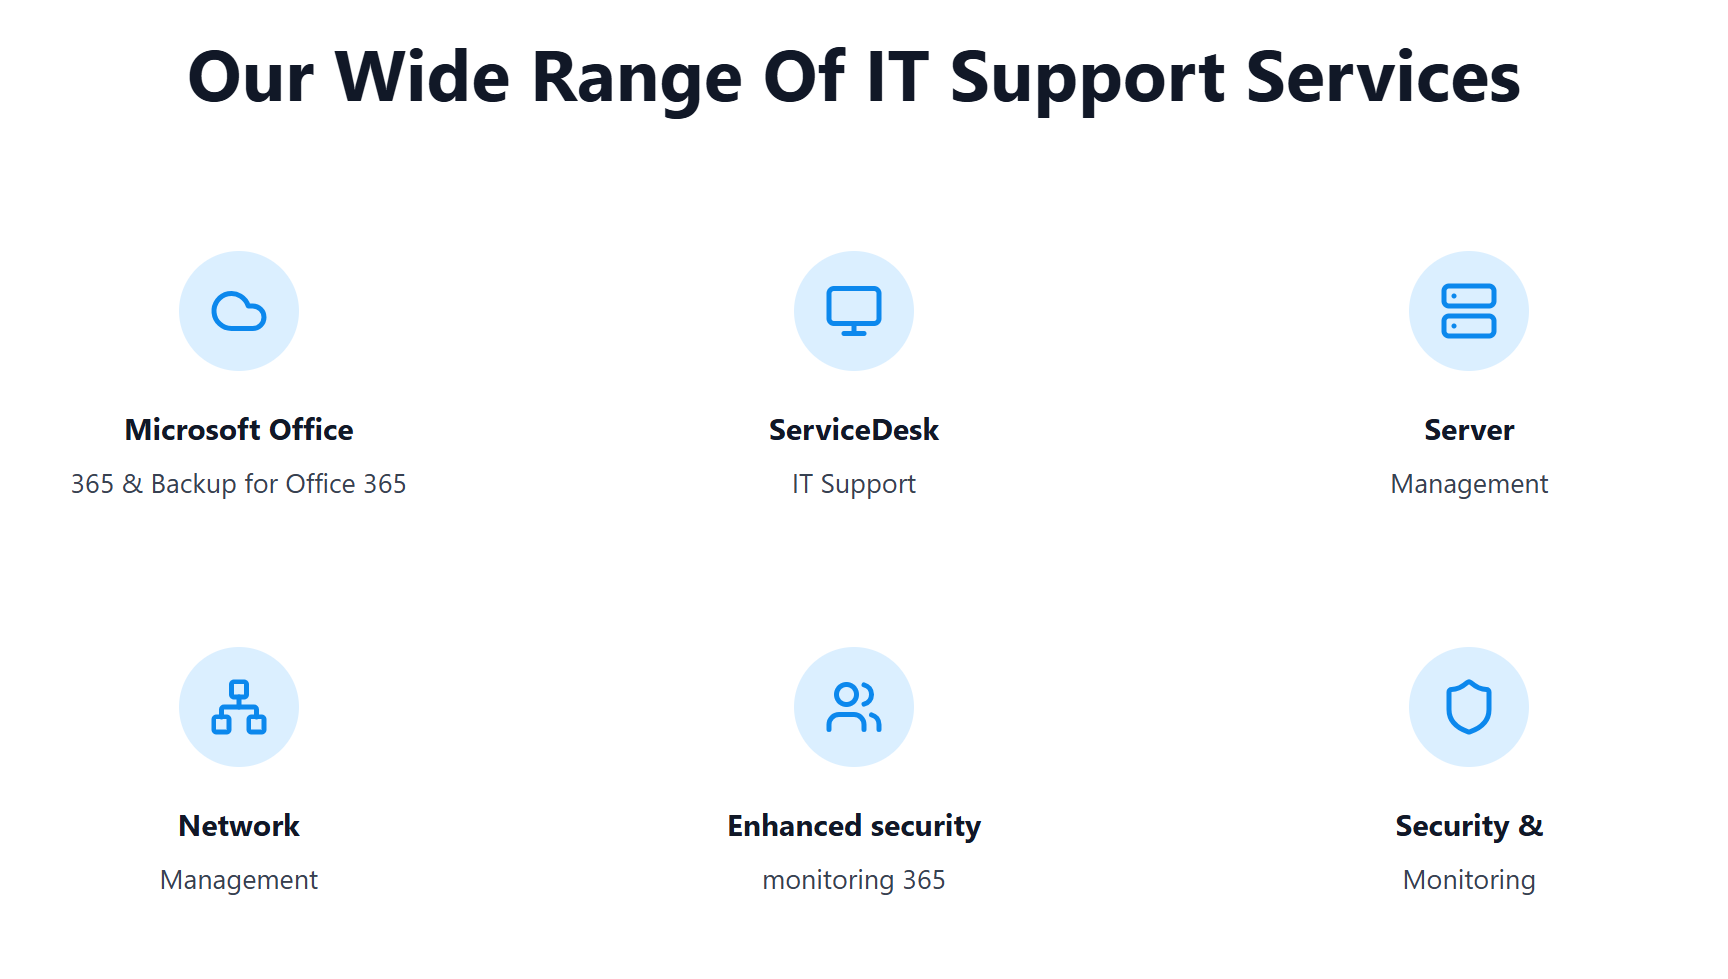 Our Wide Range Of IT Support Services
Microsoft Office
365 & Backup for Office 365
ServiceDesk
IT Support
Server
Management
Network
Management
Enhanced security
monitoring 365
Security &
Monitoring